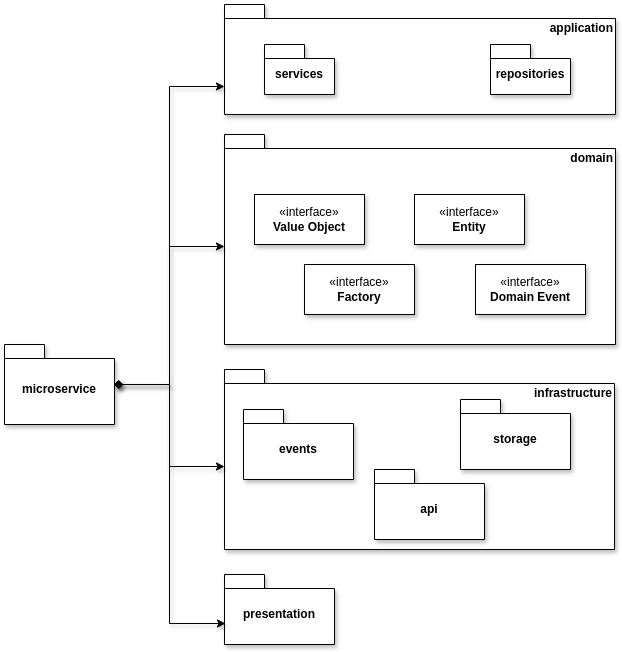 application
services
repositories
domain
«interface»
Value Object
«interface»
Entity
«interface»
Factory
«interface»
Domain Event
microservice
infrastructure
events
storage
api
presentation